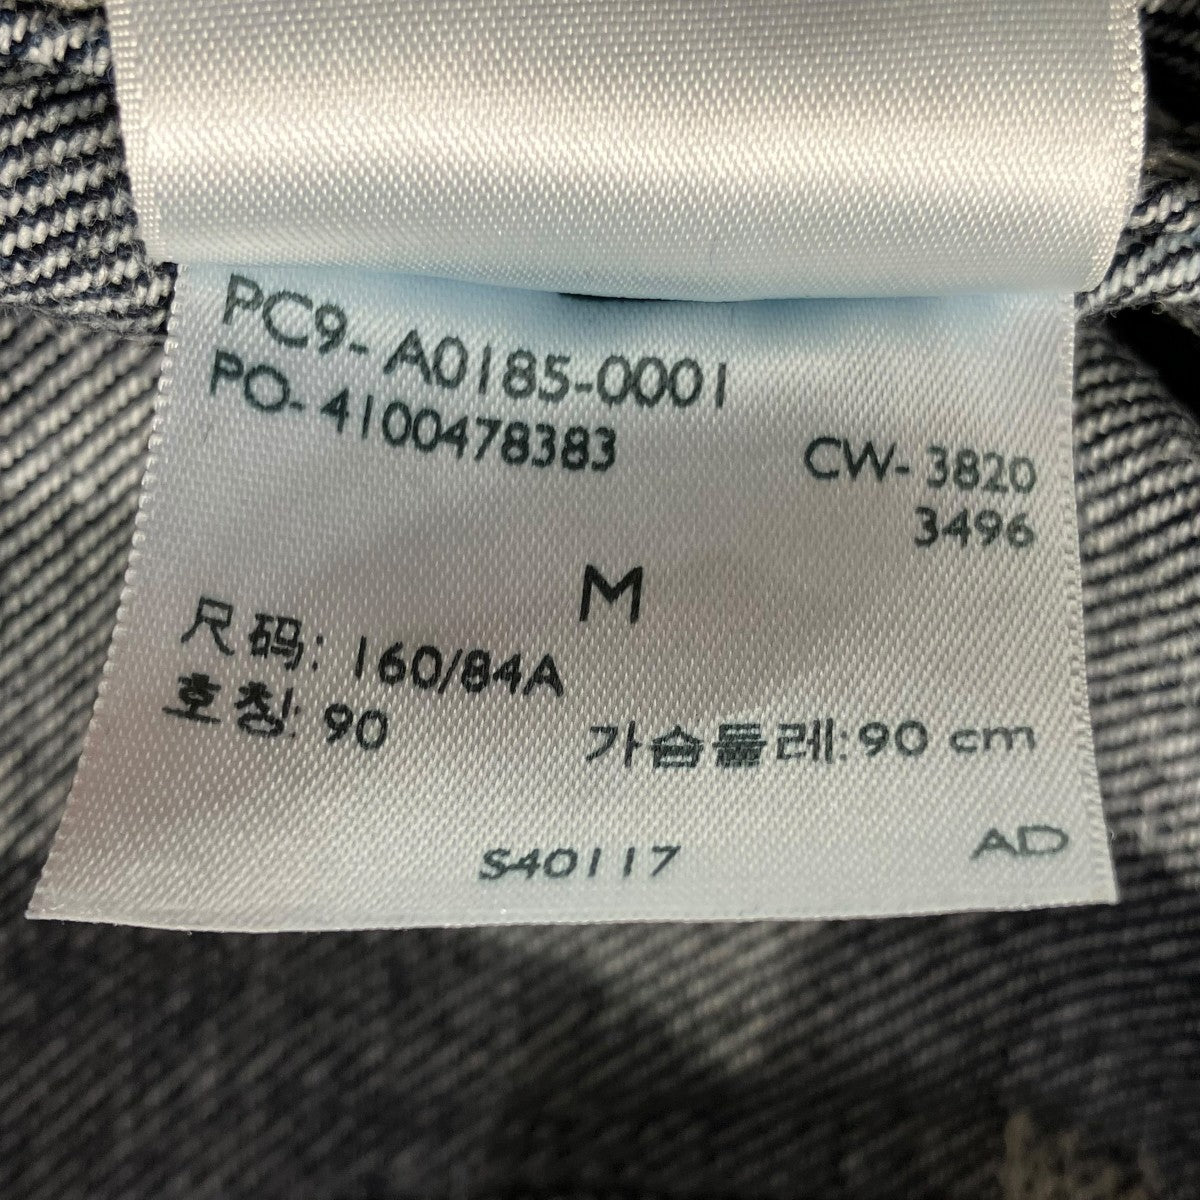 PC9-A0185-0001
PO-4100478383
CW-3820
3496
M
尺码: 160/84A
호칭: 90
가슴둘레: 90 cm
S40117
AD